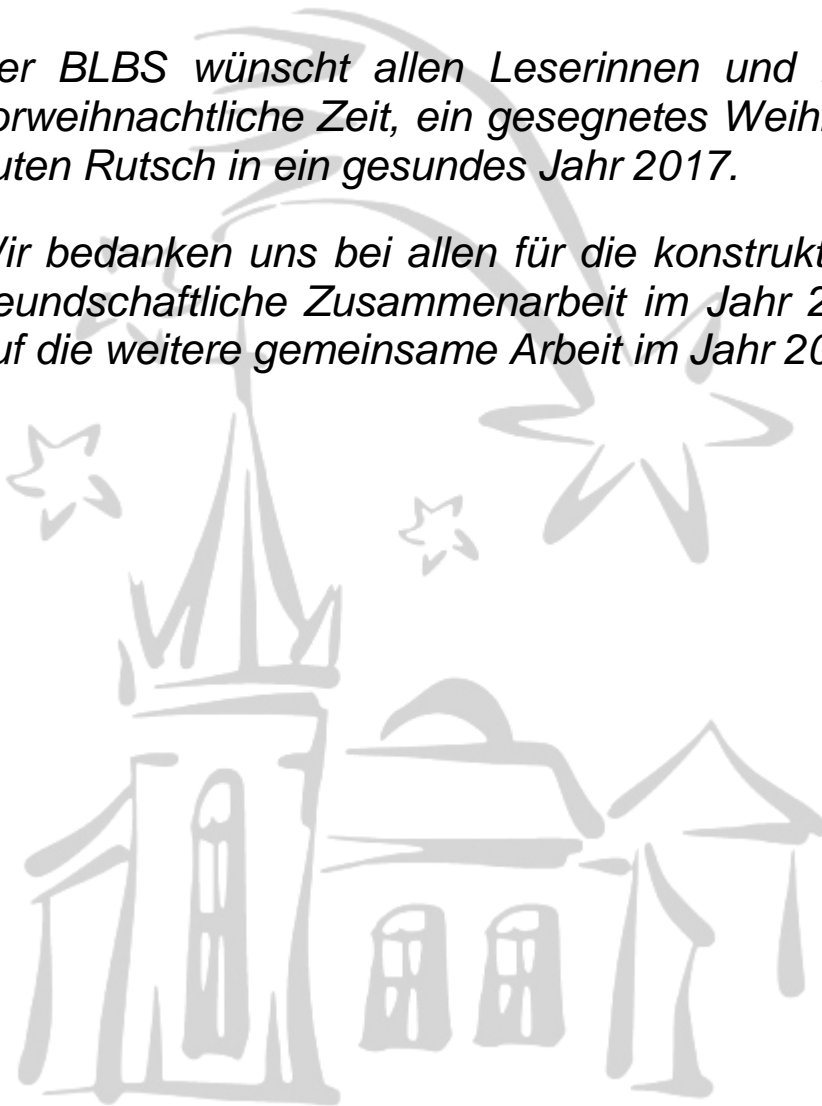 er BLBS wünscht allen Leserinnen und
orweihnachtliche Zeit, ein gesegnetes Weih
uten Rutsch in ein gesundes Jahr 2017.
ir bedanken uns bei allen für die konstrukt
eundschaftliche Zusammenarbeit im Jahr 2
uf die weitere gemeinsame Arbeit im Jahr 20